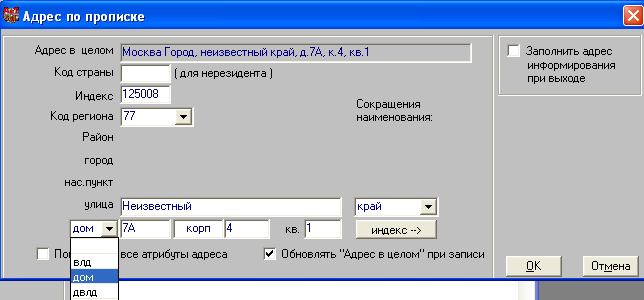 Адрес по прописке
Адрес в целом Москва Город, неизвестный край, д.7А, к.4, кв.1
Заполнить адрес
информирования
при выходе
Код страны ( для нерезидента )
Индекс 125008
Сокращения
наименования:
Код региона 77
Район
город
нас.пункт
улица Неизвестный край
дом 7А корп 4 кв. 1 индекс -->
По все атрибуты адреса Обновлять "Адрес в целом" при записи
влд
дом
двлд
ОК Отмена